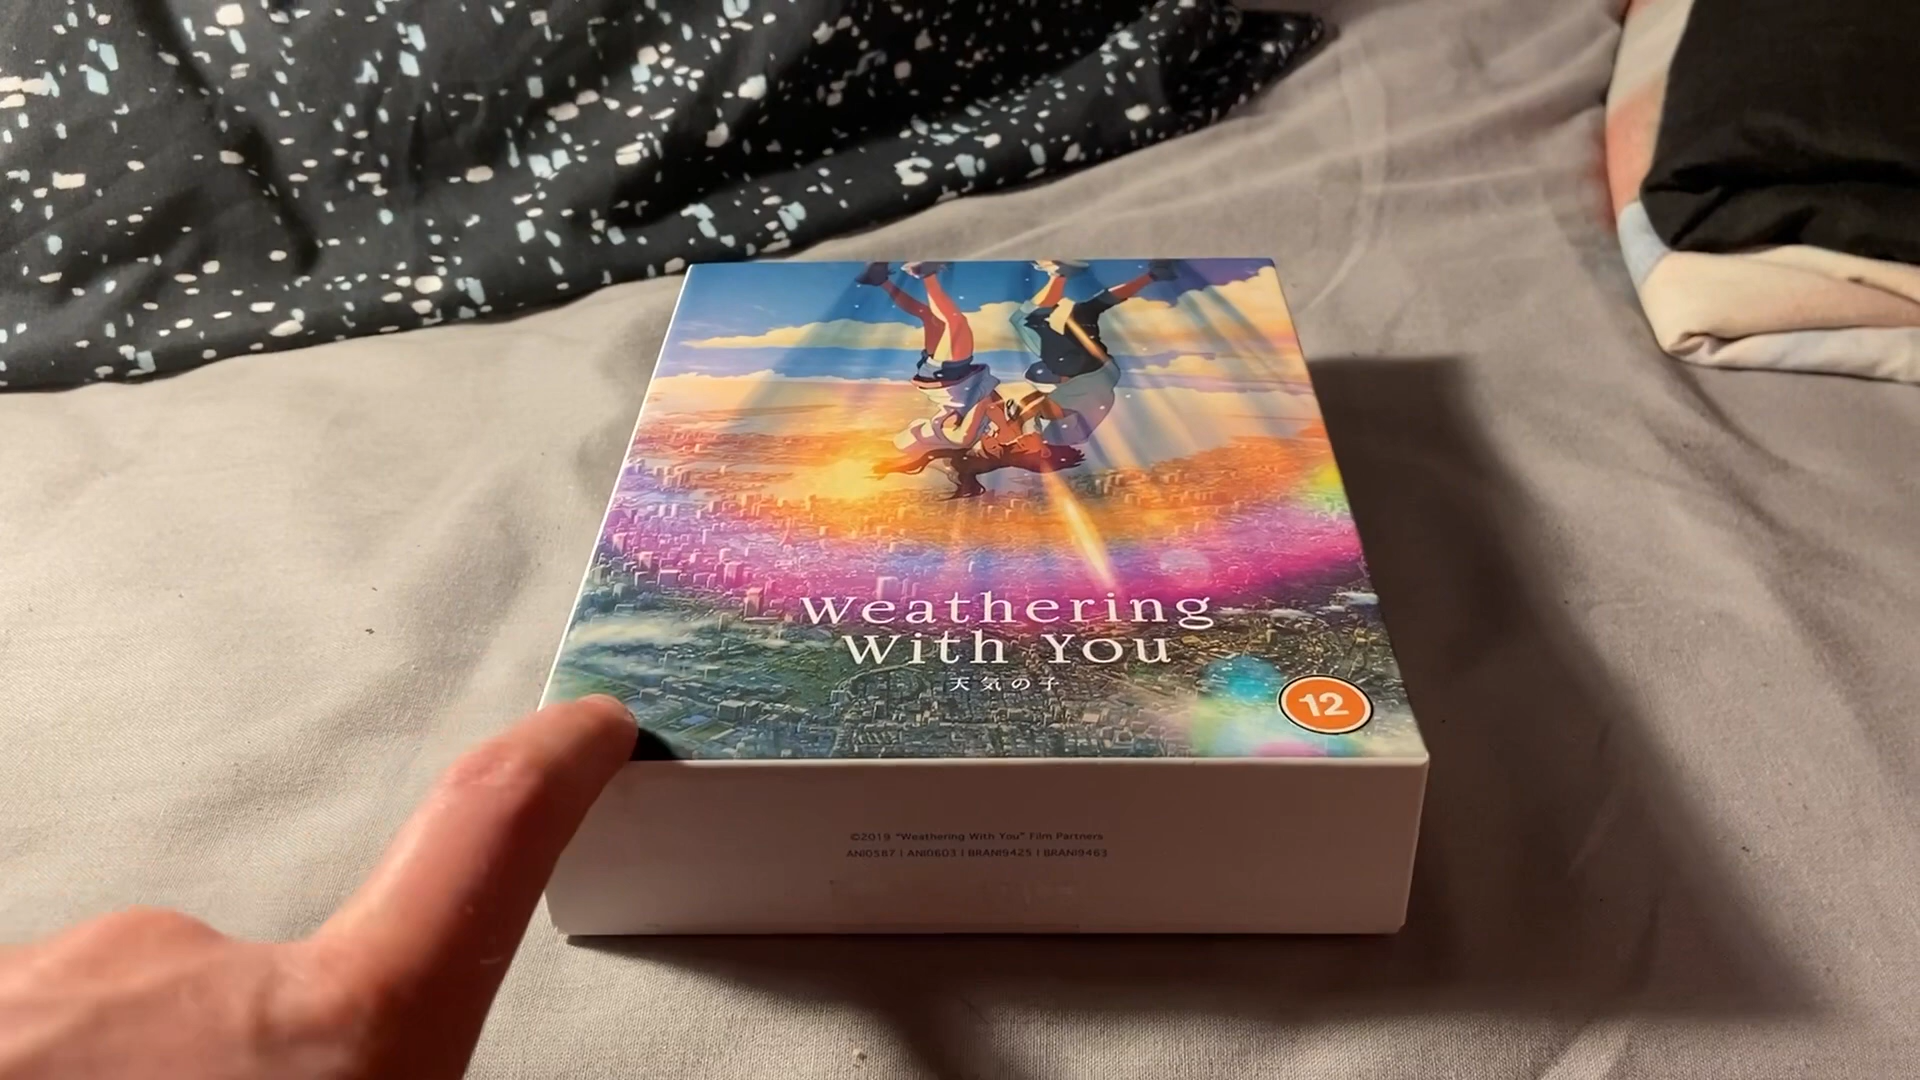 Weathering
With You
天気の子
12
©2019 "Weathering With You" Film Partners
ANI0587 | ANI0603 | BRANI9425 | BRANI9463